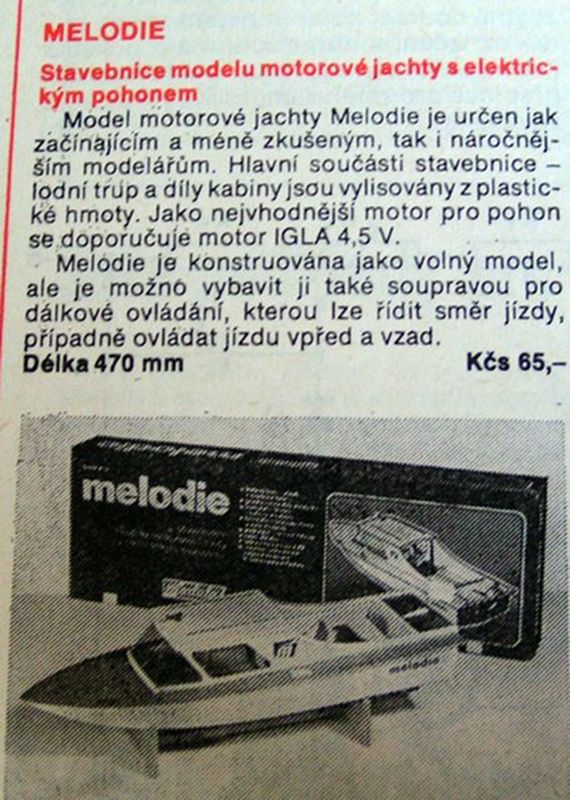 MELODIE
Stavebnice modelu motorové jachty s elektric-
kým pohonem
Model motorové jachty Melodie je určen jak
začínajícím a méně zkušeným, tak i náročněj-
ším modelářům. Hlavní součásti stavebnice –
lodní trup a díly kabiny jsou vylisovány z plastic-
ké hmoty. Jako nejvhodnější motor pro pohon
se doporučuje motor IGLA 4,5 V.
Melodie je konstruována jako volný model,
ale je možno vybavit ji také soupravou pro
dálkové ovládání, kterou lze řídit směr jízdy,
případně ovládat jízdu vpřed a vzad.
Délka 470 mm Kčs 65,–
melodie
melodie